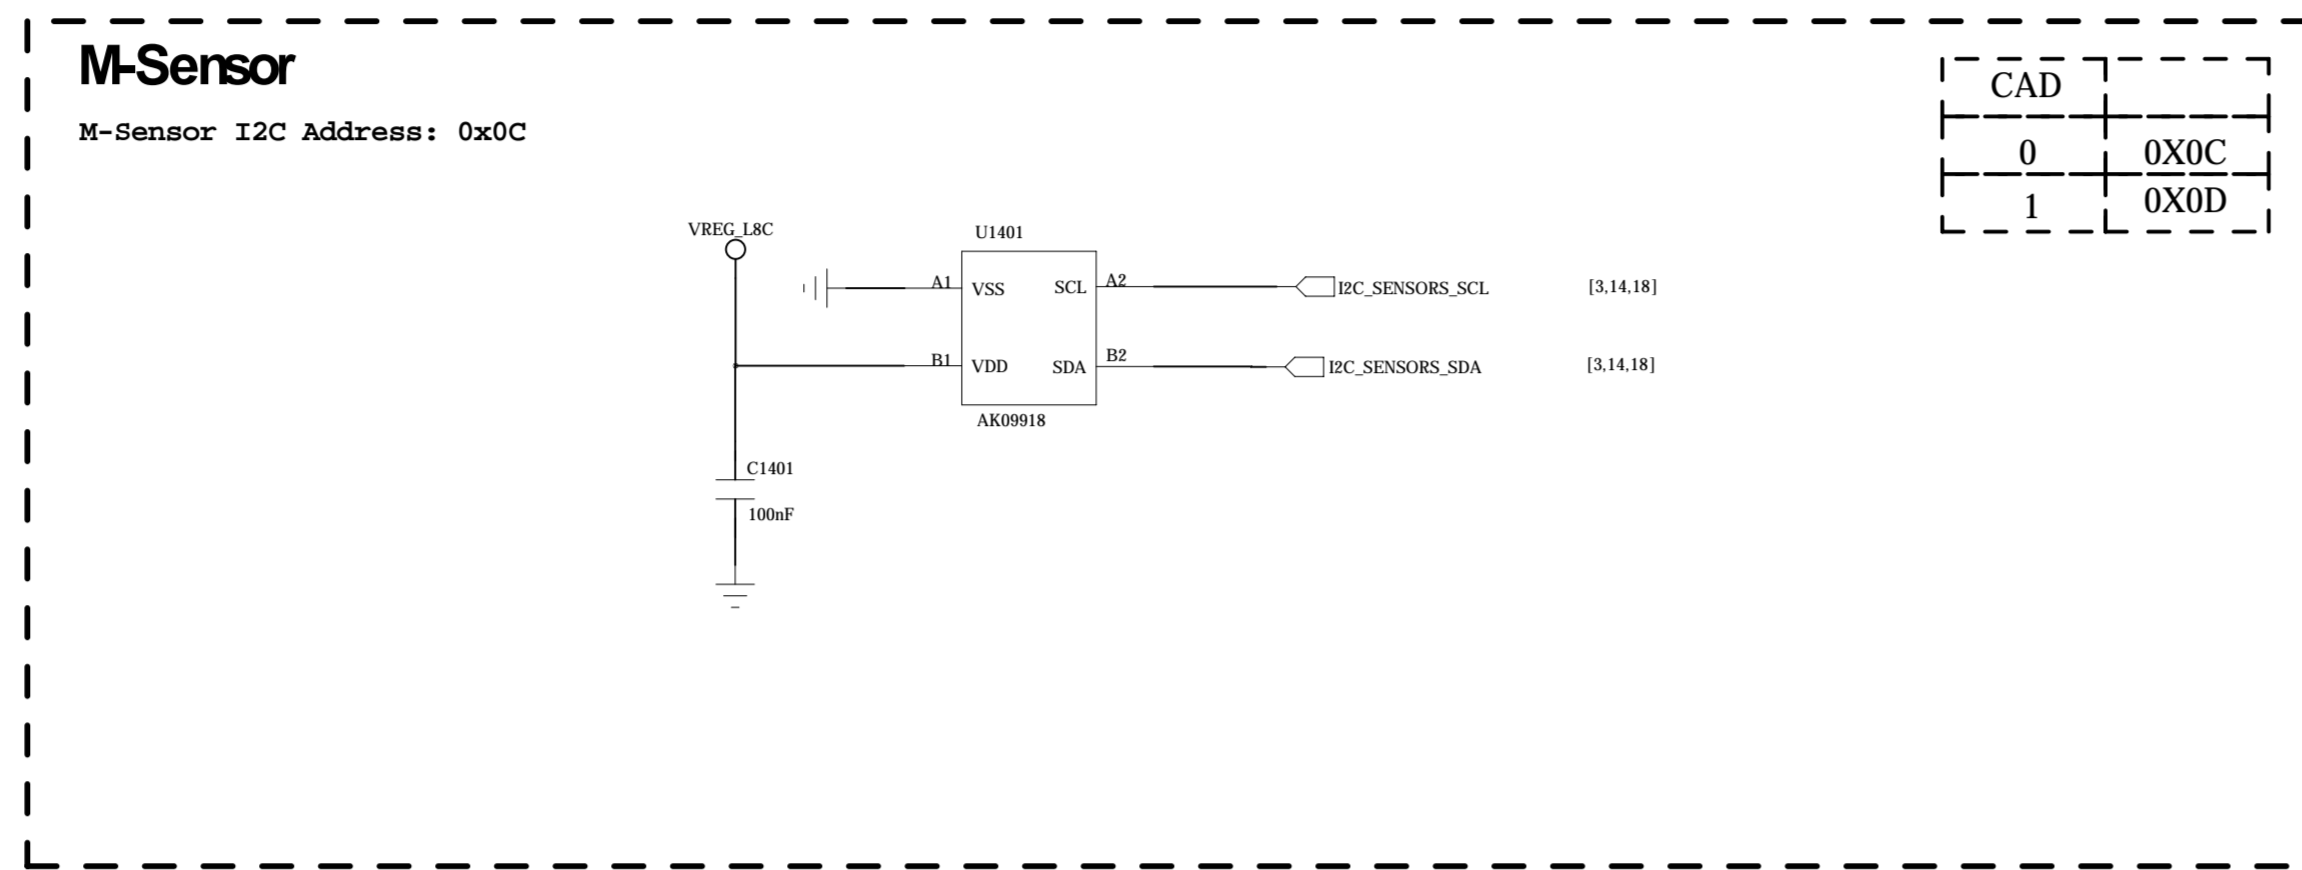 M-Sensor
M-Sensor I2C Address: 0x0C
CAD
0 0X0C
1 0X0D
VREG_L8C
U1401
A1 VSS SCL A2 I2C_SENSORS_SCL [3,14,18]
B1 VDD SDA B2 I2C_SENSORS_SDA [3,14,18]
AK09918
C1401
100nF